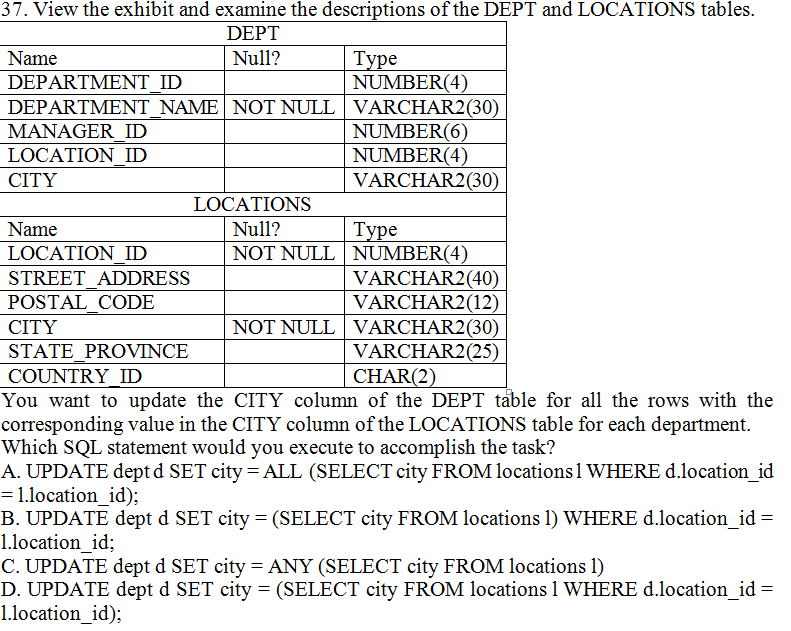 37. View the exhibit and examine the descriptions of the DEPT and LOCATIONS tables.
DEPT
Name Null? Type
DEPARTMENT_ID NUMBER(4)
DEPARTMENT_NAME NOT NULL VARCHAR2(30)
MANAGER_ID NUMBER(6)
LOCATION_ID NUMBER(4)
CITY VARCHAR2(30)
LOCATIONS
Name Null? Type
LOCATION_ID NOT NULL NUMBER(4)
STREET_ADDRESS VARCHAR2(40)
POSTAL_CODE VARCHAR2(12)
CITY NOT NULL VARCHAR2(30)
STATE_PROVINCE VARCHAR2(25)
COUNTRY_ID CHAR(2)
You want to update the CITY column of the DEPT table for all the rows with the
corresponding value in the CITY column of the LOCATIONS table for each department.
Which SQL statement would you execute to accomplish the task?
A. UPDATE dept d SET city = ALL (SELECT city FROM locations l WHERE d.location_id
= l.location_id);
B. UPDATE dept d SET city = (SELECT city FROM locations l) WHERE d.location_id =
l.location_id;
C. UPDATE dept d SET city = ANY (SELECT city FROM locations l)
D. UPDATE dept d SET city = (SELECT city FROM locations l WHERE d.location_id =
l.location_id);